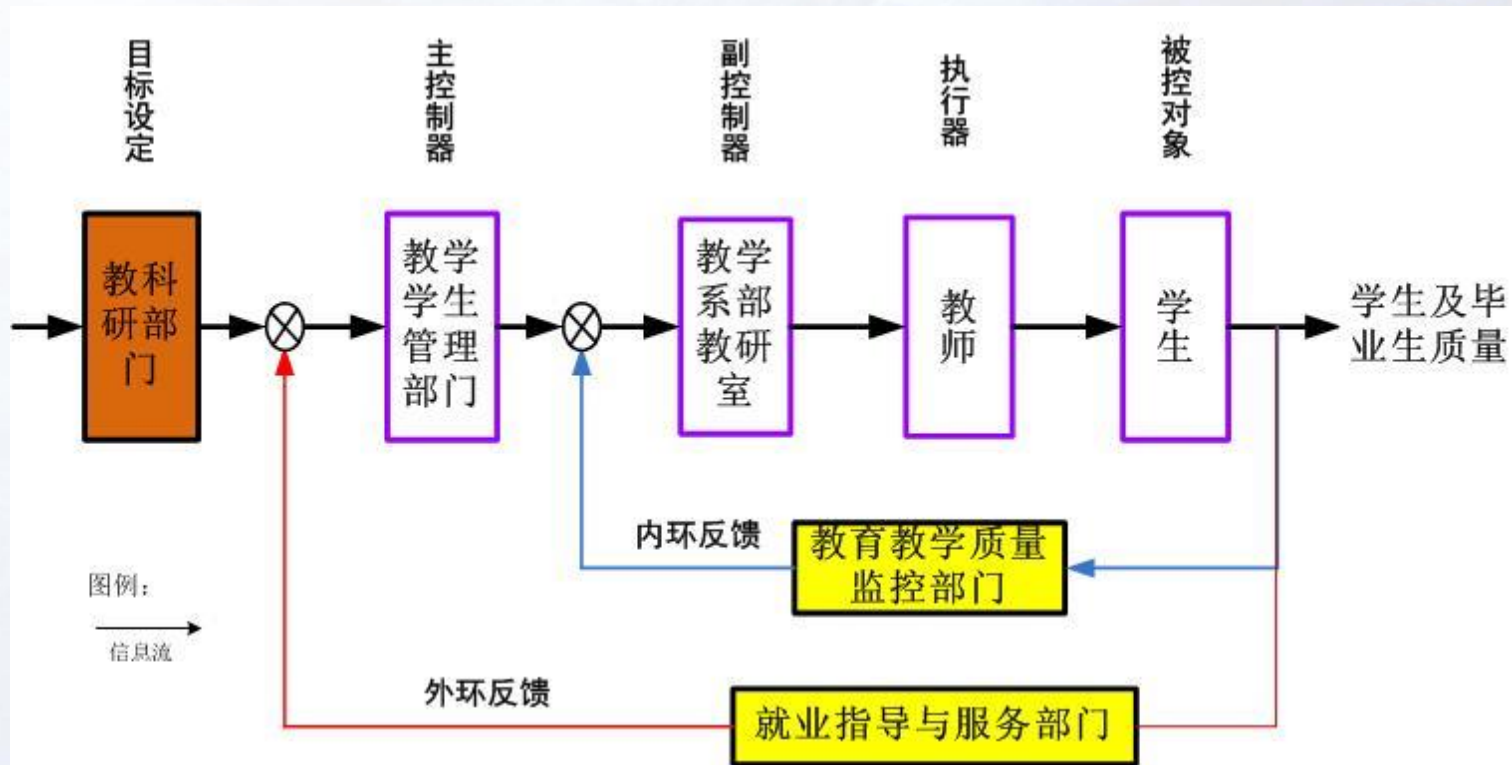 目标设定
主控制器
副控制器
执行器
被控对象
教科
研部
门
教学
学生
管理
部门
教学
系部
教研
室
教
师
学
生
学生及毕
业生质量
内环反馈
教育教学质量
监控部门
图例：
信息流
外环反馈
就业指导与服务部门